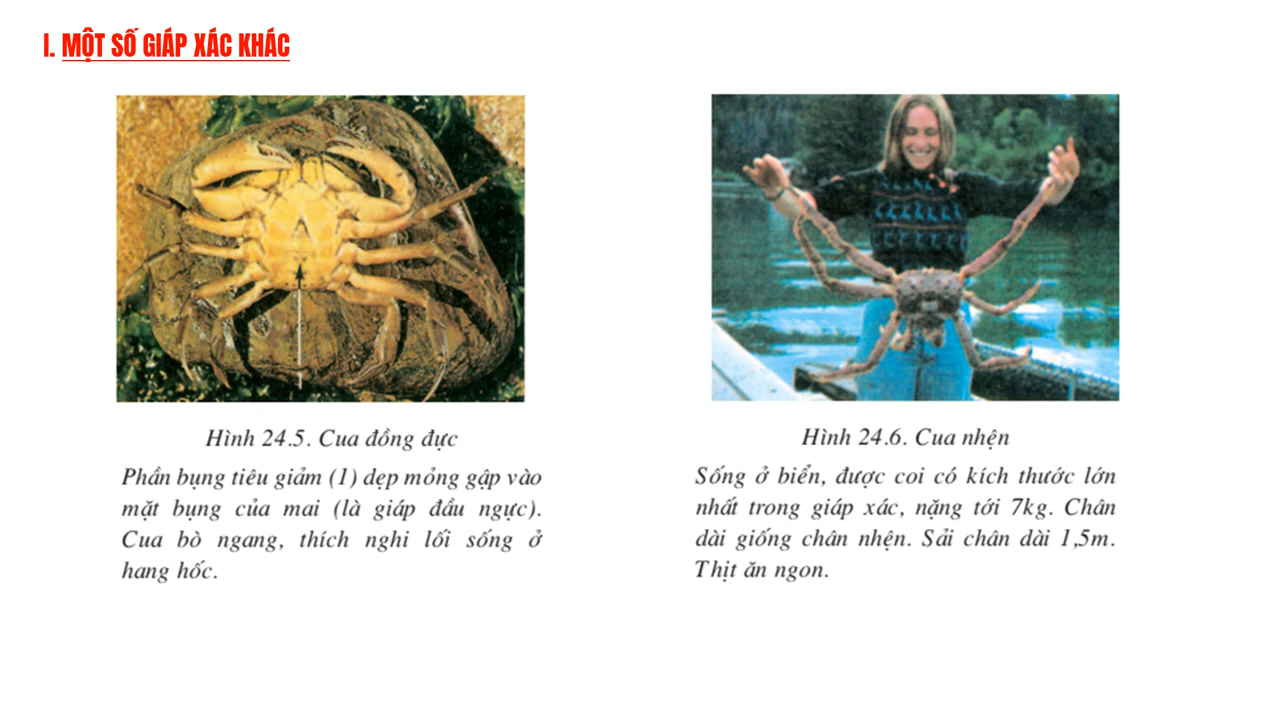 I. MỘT SỐ GIÁP XÁC KHÁC
Hình 24.5. Cua đồng đực
Phần bụng tiêu giảm (1) dẹp mỏng gập vào
mặt bụng của mai (là giáp đầu ngực).
Cua bò ngang, thích nghi lối sống ở
hang hốc.
Hình 24.6. Cua nhện
Sống ở biển, được coi có kích thước lớn
nhất trong giáp xác, nặng tới 7kg. Chân
dài giống chân nhện. Sải chân dài 1,5m.
Thịt ăn ngon.